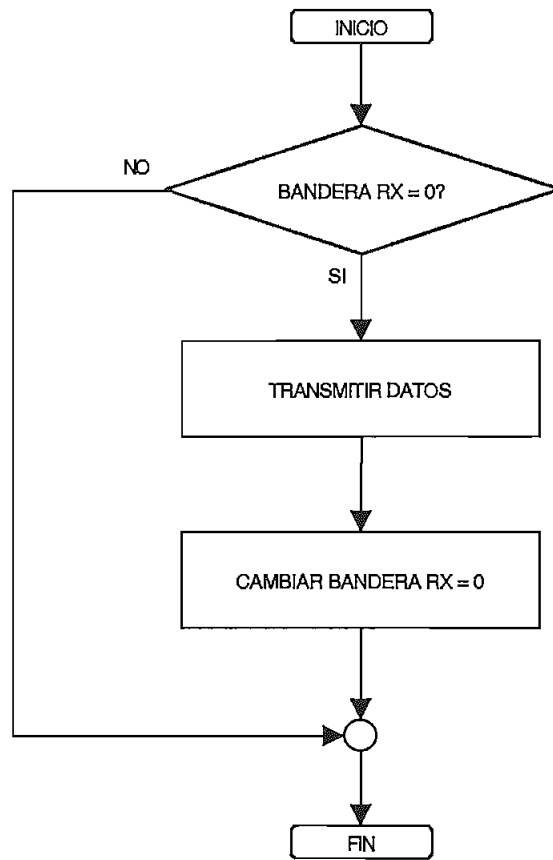 INICIO
NO
BANDERA RX = 0?
SI
TRANSMITIR DATOS
CAMBIAR BANDERA RX = 0
FIN